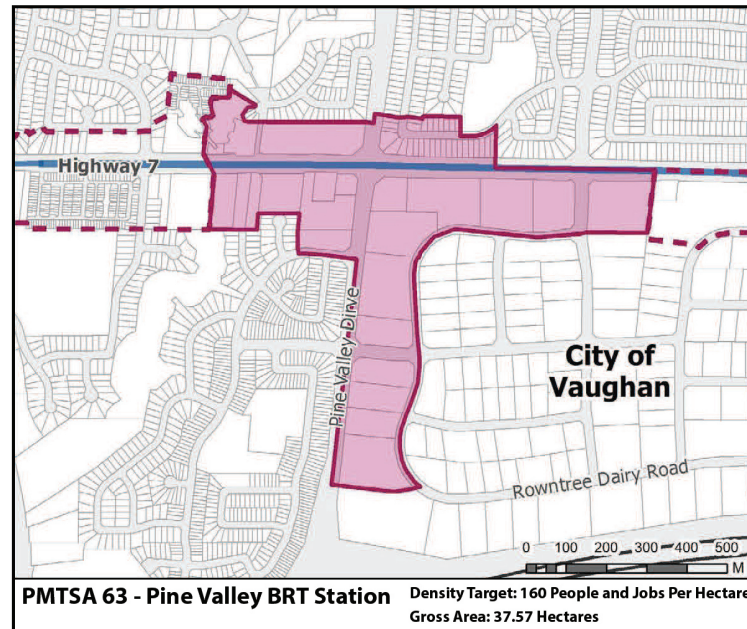 Highway 7
Pine Valley Dirve
City of
Vaughan
Rowntree Dairy Road
0 100 200 300 400 500
M
PMTSA 63 - Pine Valley BRT Station
Density Target: 160 People and Jobs Per Hectare
Gross Area: 37.57 Hectares